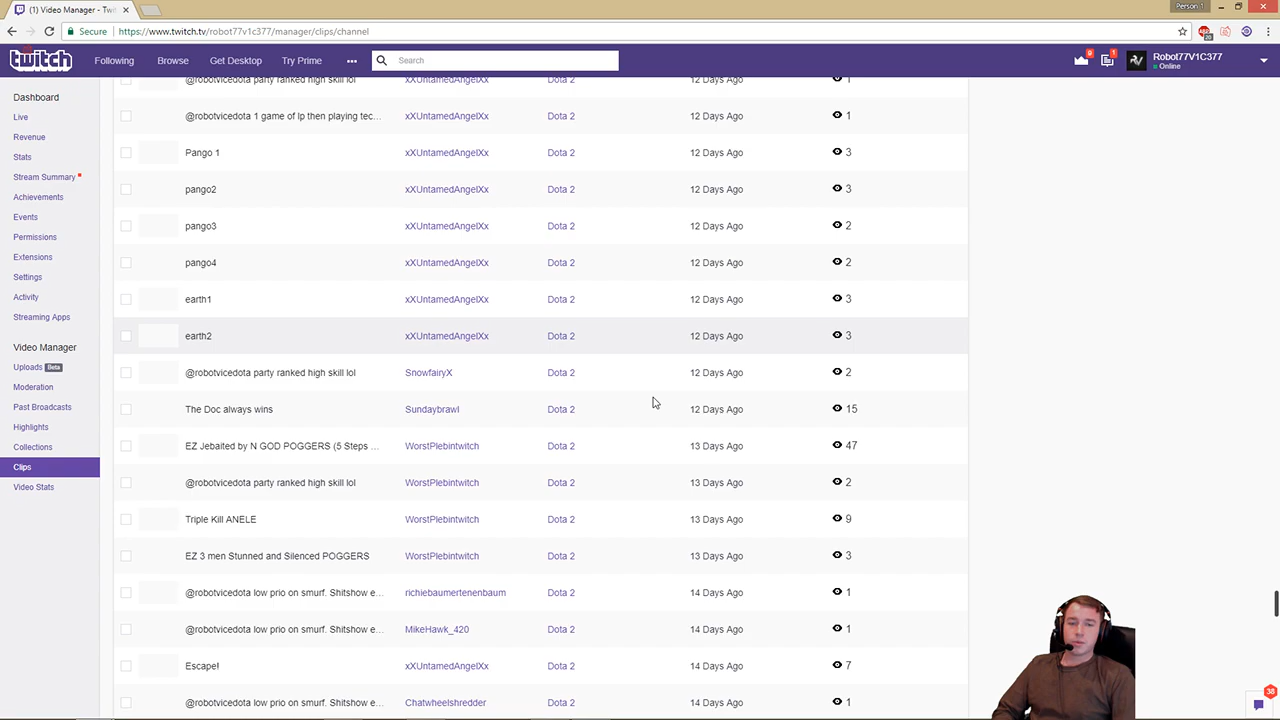 (1) Video Manager - Twi
Person 1
Secure
https://www.twitch.tv/robot77v1c377/manager/clips/channel
twitch
Following
Browse
Get Desktop
Try Prime
Search
Robot77V1C377
Online
Dashboard
Live
Revenue
Stats
Stream Summary
Achievements
Events
Permissions
Extensions
Settings
Activity
Streaming Apps
Video Manager
Uploads Beta
Moderation
Past Broadcasts
Highlights
Collections
Clips
Video Stats
@robotvicedota party ranked high skill lol xXUntamedAngelXx Dota 2 12 Days Ago 1
@robotvicedota 1 game of lp then playing tec... xXUntamedAngelXx Dota 2 12 Days Ago 1
Pango 1 xXUntamedAngelXx Dota 2 12 Days Ago 3
pango2 xXUntamedAngelXx Dota 2 12 Days Ago 3
pango3 xXUntamedAngelXx Dota 2 12 Days Ago 2
pango4 xXUntamedAngelXx Dota 2 12 Days Ago 2
earth1 xXUntamedAngelXx Dota 2 12 Days Ago 3
earth2 xXUntamedAngelXx Dota 2 12 Days Ago 3
@robotvicedota party ranked high skill lol SnowfairyX Dota 2 12 Days Ago 2
The Doc always wins Sundaybrawl Dota 2 12 Days Ago 15
EZ Jebaited by N GOD POGGERS (5 Steps ... WorstPlebintwitch Dota 2 13 Days Ago 47
@robotvicedota party ranked high skill lol WorstPlebintwitch Dota 2 13 Days Ago 2
Triple Kill ANELE WorstPlebintwitch Dota 2 13 Days Ago 9
EZ 3 men Stunned and Silenced POGGERS WorstPlebintwitch Dota 2 13 Days Ago 3
@robotvicedota low prio on smurf. Shitshow e... richiebaumertenenbaum Dota 2 14 Days Ago 1
@robotvicedota low prio on smurf. Shitshow e... MikeHawk_420 Dota 2 14 Days Ago 1
Escape! xXUntamedAngelXx Dota 2 14 Days Ago 7
@robotvicedota low prio on smurf. Shitshow e... Chatwheelshredder Dota 2 14 Days Ago 1
38